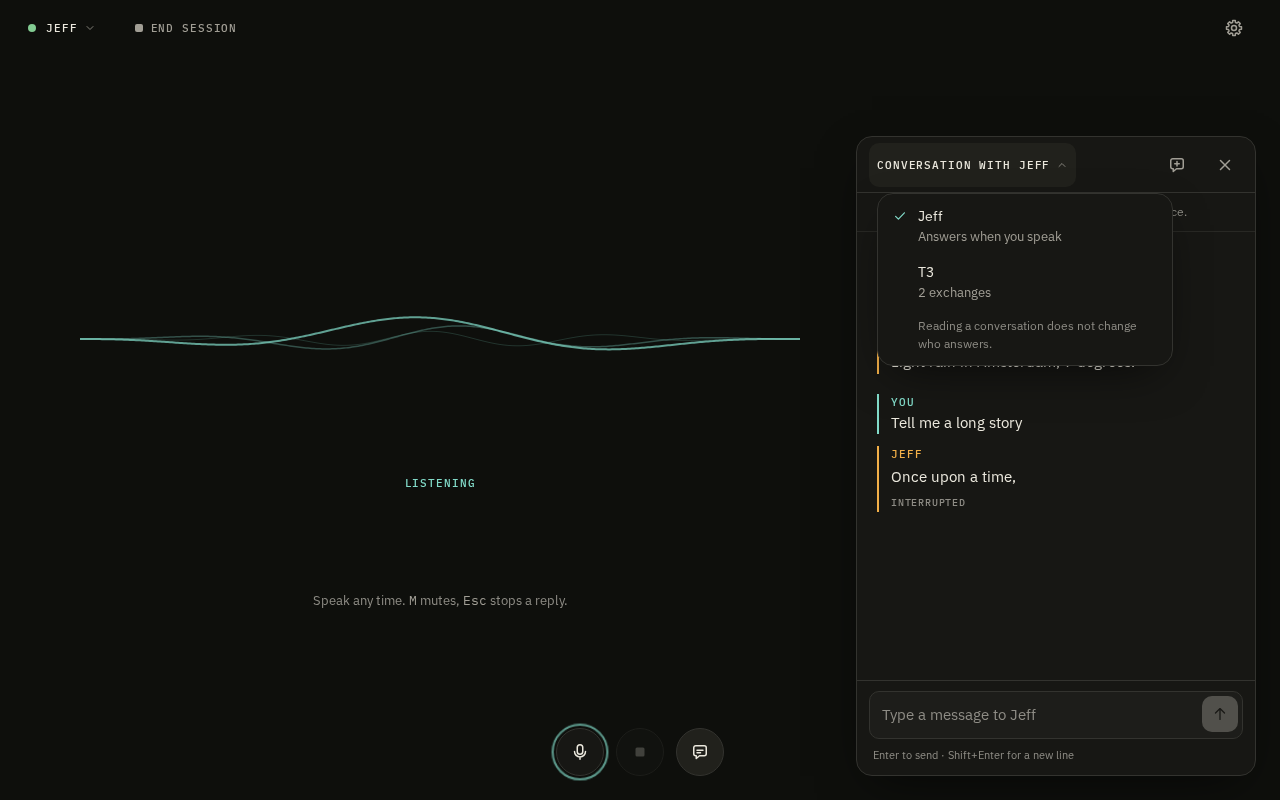 JEFF
END SESSION
CONVERSATION WITH JEFF
ce.
Jeff
Answers when you speak
T3
2 exchanges
Reading a conversation does not change
who answers.
YOU
Tell me a long story
JEFF
Once upon a time,
INTERRUPTED
LISTENING
Speak any time. M mutes, Esc stops a reply.
Type a message to Jeff
Enter to send · Shift+Enter for a new line